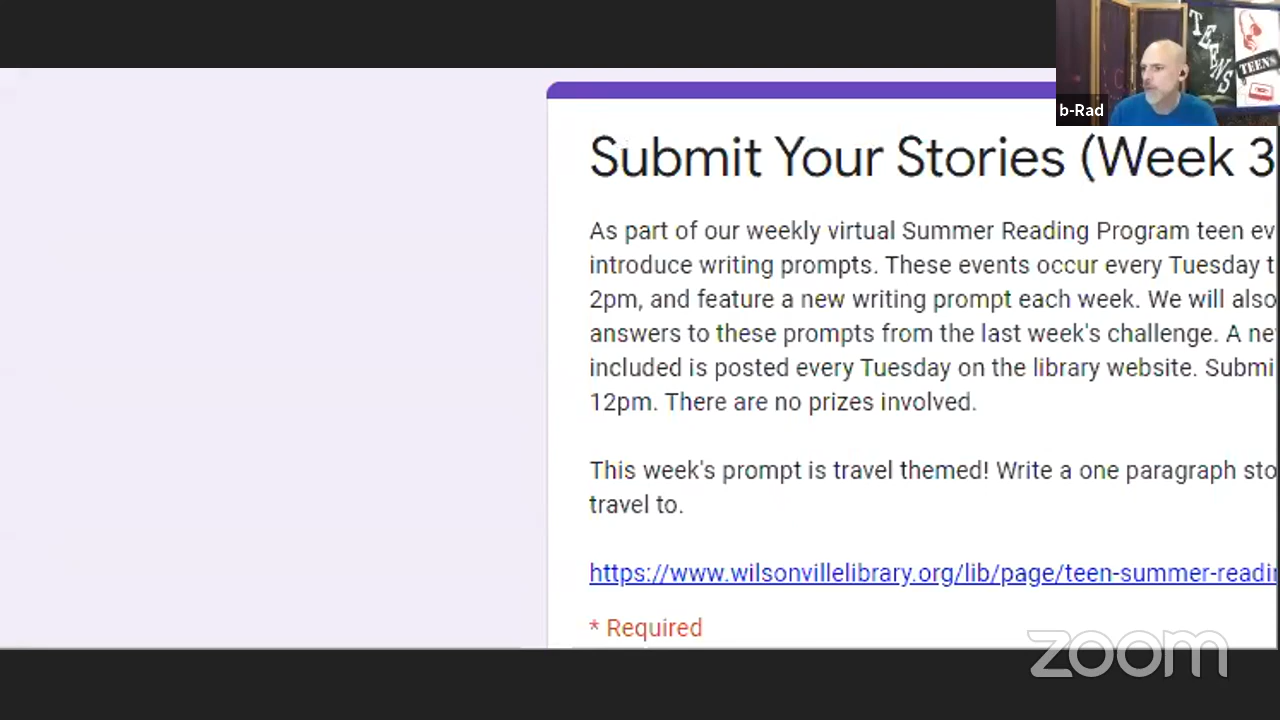 TEENS
TEENS
b-Rad
Submit Your Stories (Week 3
As part of our weekly virtual Summer Reading Program teen ev
introduce writing prompts. These events occur every Tuesday t
2pm, and feature a new writing prompt each week. We will also
answers to these prompts from the last week's challenge. A ne
included is posted every Tuesday on the library website. Submi
12pm. There are no prizes involved.
This week's prompt is travel themed! Write a one paragraph sto
travel to.
https://www.wilsonvillelibrary.org/lib/page/teen-summer-readi
* Required
zoom